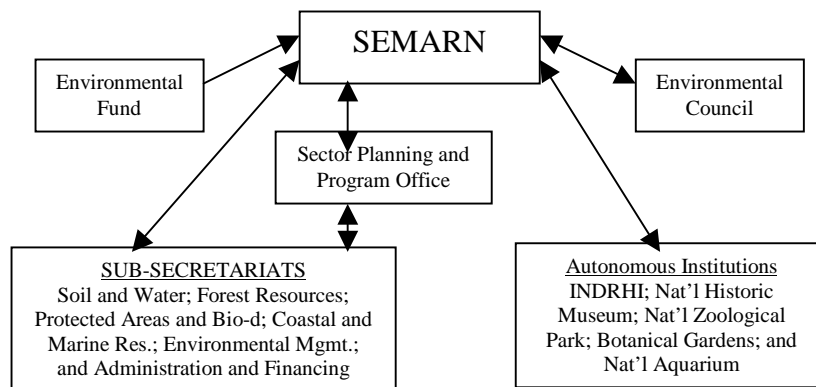 SEMARN
Environmental
Fund
Environmental
Council
Sector Planning and
Program Office
SUB-SECRETARIATS
Soil and Water; Forest Resources;
Protected Areas and Bio-d; Coastal and
Marine Res.; Environmental Mgmt.;
and Administration and Financing
Autonomous Institutions
INDRHI; Nat’l Historic
Museum; Nat’l Zoological
Park; Botanical Gardens; and
Nat’l Aquarium